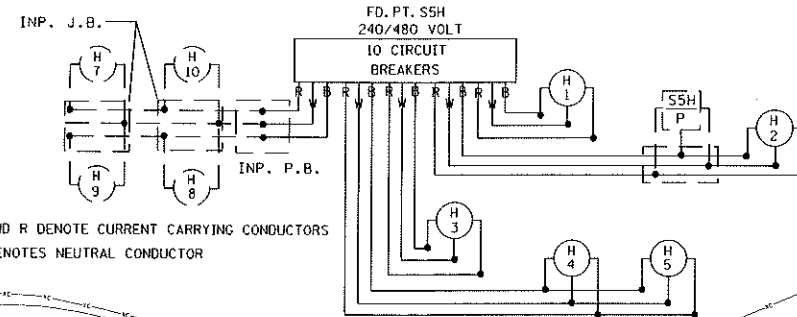 FD. PT. S5H
240/480 VOLT
10 CIRCUIT
BREAKERS
INP. J.B.
R B R B R B R B R B
H
7
H
10
H
9
H
8
INP. P.B.
H
1
S5H
P
H
2
H
3
H
4
H
5
D R DENOTE CURRENT CARRYING CONDUCTORS
ENOTES NEUTRAL CONDUCTOR